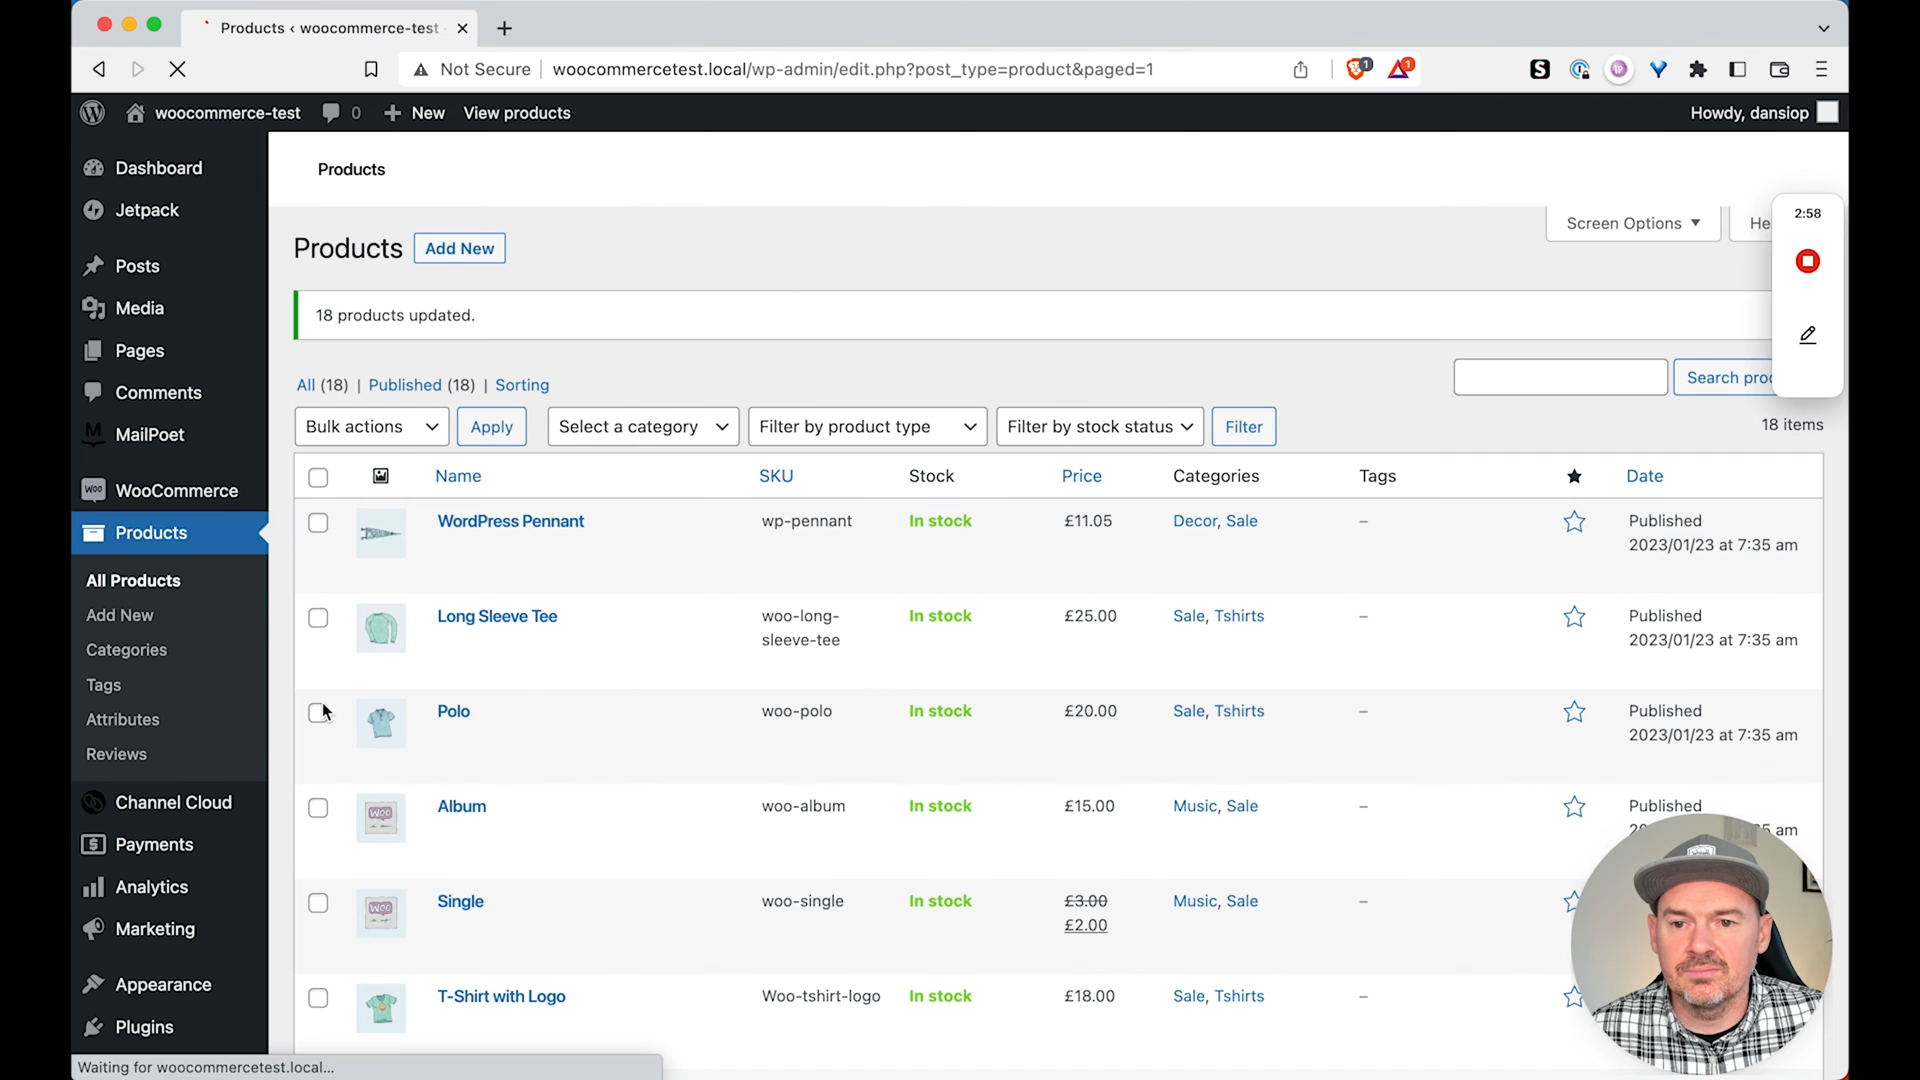 Products ‹ woocommerce-test
Not Secure
woocommercetest.local/wp-admin/edit.php?post_type=product&paged=1
1
1
woocommerce-test
0
New
View products
Howdy, dansiop
Dashboard
Jetpack
Posts
Media
Pages
Comments
MailPoet
WooCommerce
Products
All Products
Add New
Categories
Tags
Attributes
Reviews
Channel Cloud
Payments
Analytics
Marketing
Appearance
Plugins
Products
Screen Options ▼
He
2:58
Products
Add New
18 products updated.
All (18) | Published (18) | Sorting
Search pro
Bulk actions
Apply
Select a category
Filter by product type
Filter by stock status
Filter
18 items
Name
SKU
Stock
Price
Categories
Tags
Date
WordPress Pennant
wp-pennant
In stock
£11.05
Decor, Sale
–
Published
2023/01/23 at 7:35 am
Long Sleeve Tee
woo-long-
sleeve-tee
In stock
£25.00
Sale, Tshirts
–
Published
2023/01/23 at 7:35 am
Polo
woo-polo
In stock
£20.00
Sale, Tshirts
–
Published
2023/01/23 at 7:35 am
Album
woo-album
In stock
£15.00
Music, Sale
–
Published
am
Single
woo-single
In stock
£3.00
£2.00
Music, Sale
–
T-Shirt with Logo
Woo-tshirt-logo
In stock
£18.00
Sale, Tshirts
–
Waiting for woocommercetest.local...